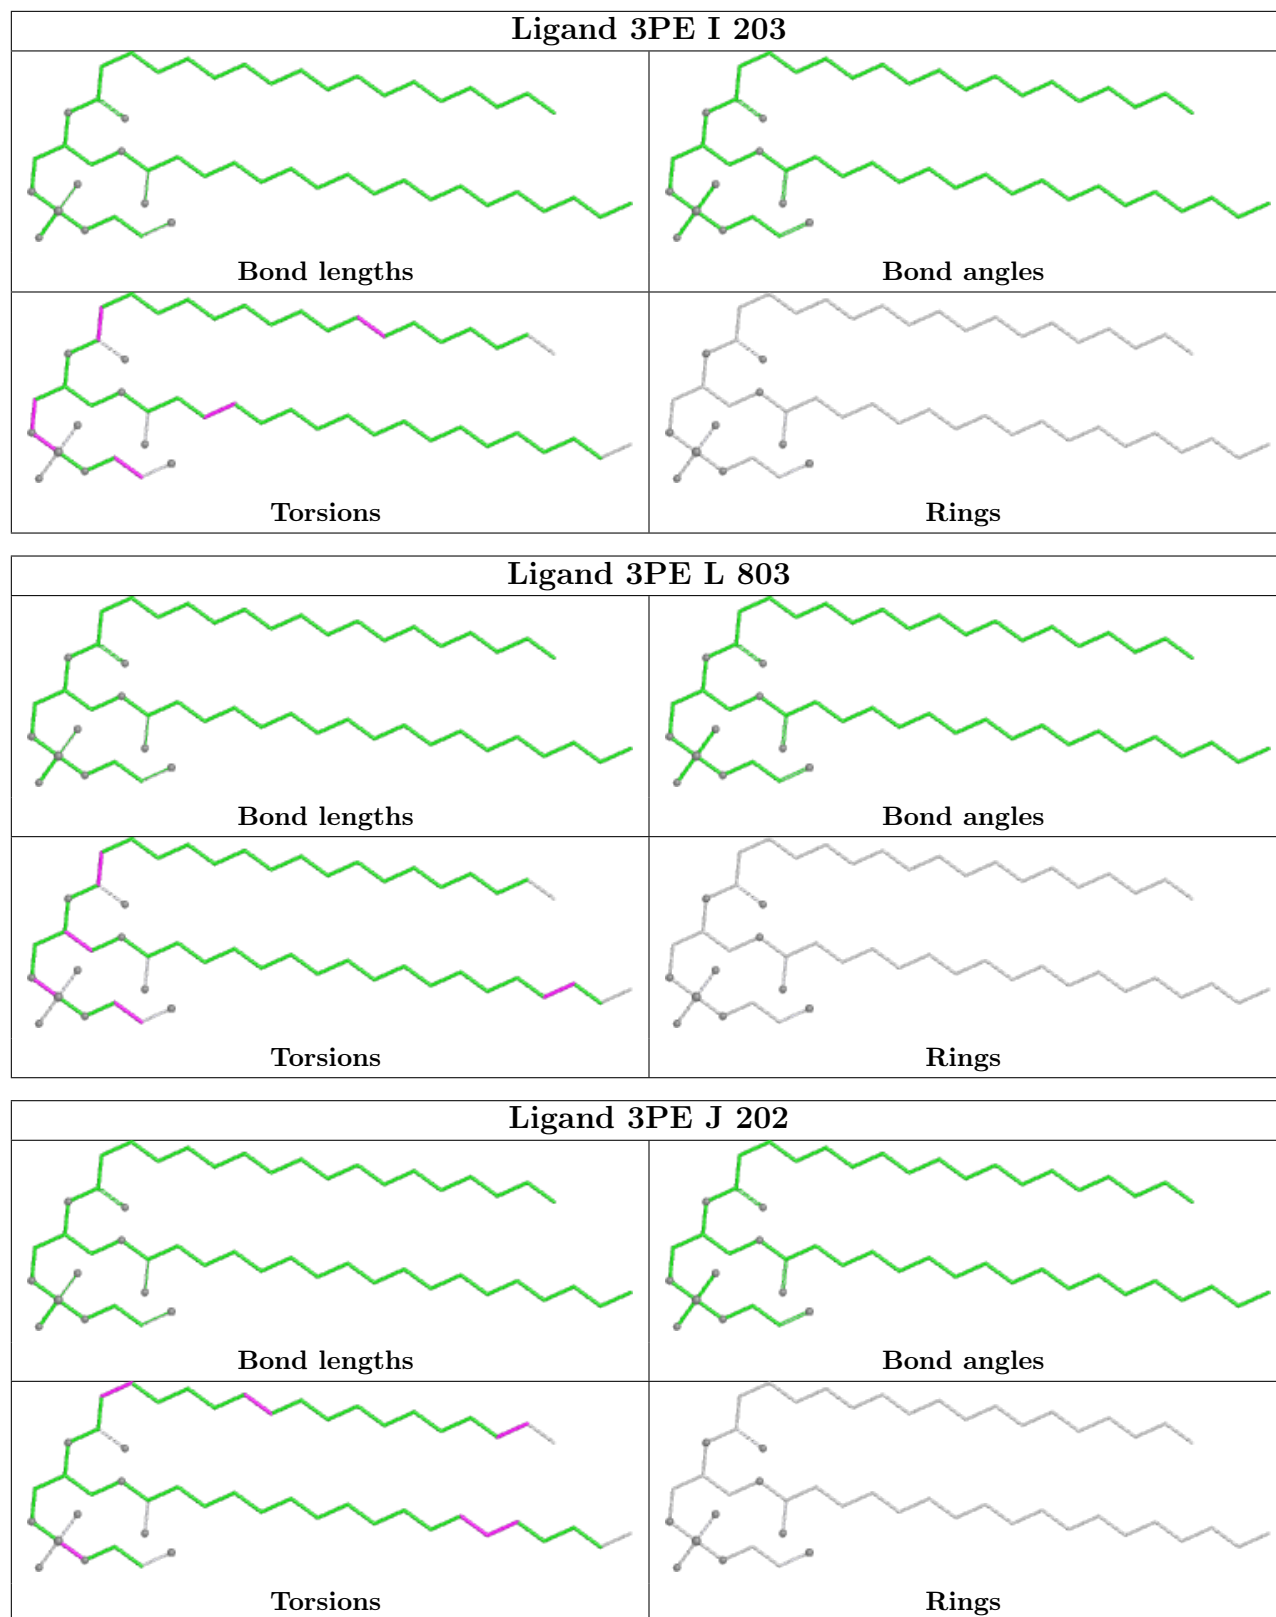 Ligand 3PE I 203
Bond lengths
Bond angles
Torsions
Rings
Ligand 3PE L 803
Bond lengths
Bond angles
Torsions
Rings
Ligand 3PE J 202
Bond lengths
Bond angles
Torsions
Rings